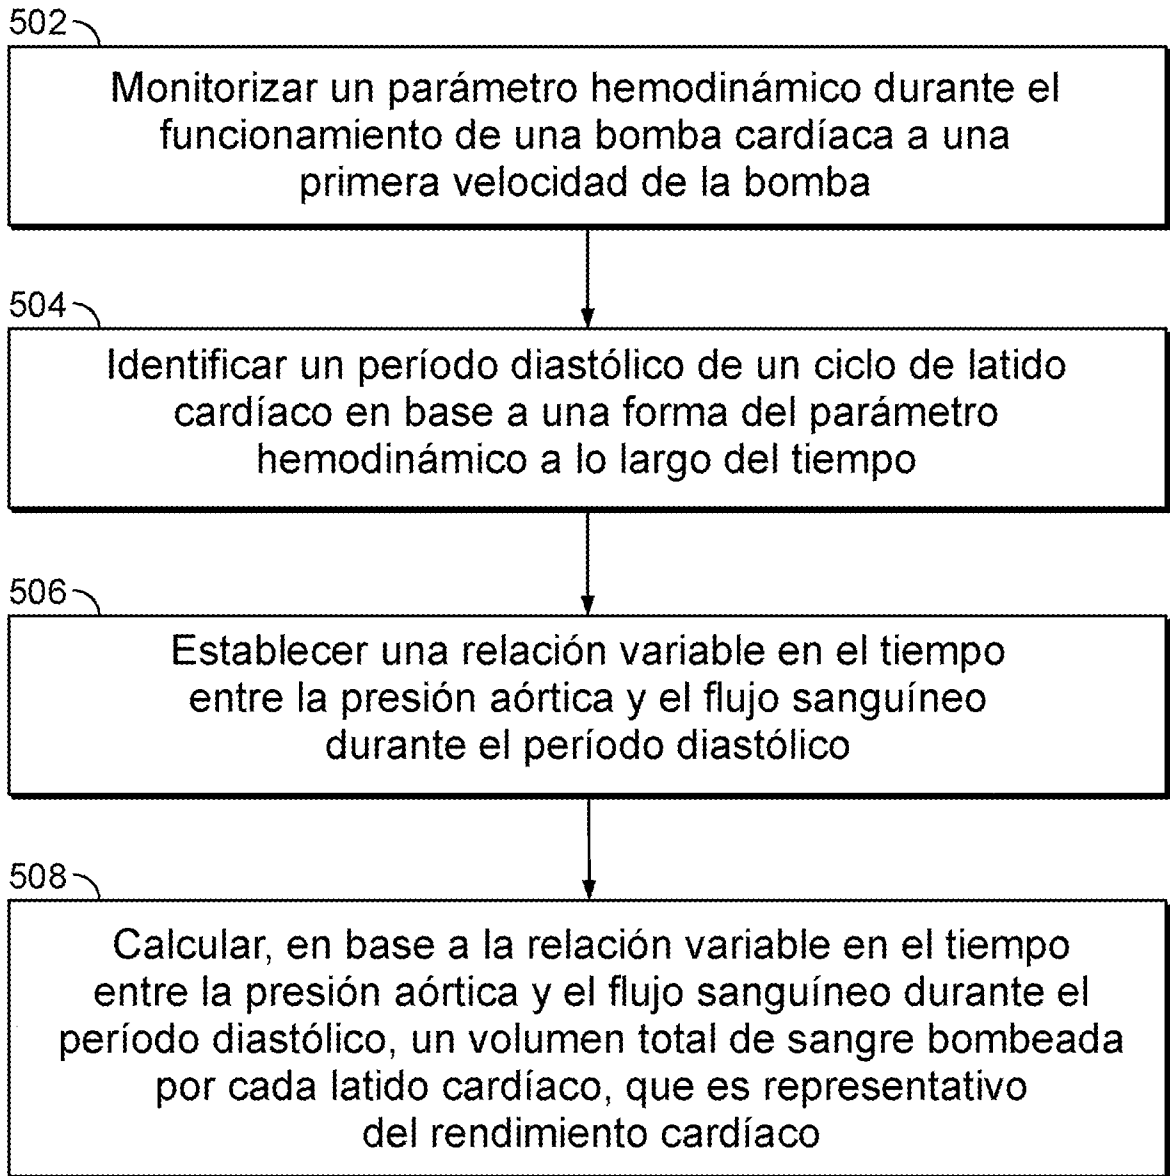 502
Monitorizar un parámetro hemodinámico durante el
funcionamiento de una bomba cardíaca a una
primera velocidad de la bomba
504
Identificar un período diastólico de un ciclo de latido
cardíaco en base a una forma del parámetro
hemodinámico a lo largo del tiempo
506
Establecer una relación variable en el tiempo
entre la presión aórtica y el flujo sanguíneo
durante el período diastólico
508
Calcular, en base a la relación variable en el tiempo
entre la presión aórtica y el flujo sanguíneo durante el
período diastólico, un volumen total de sangre bombeada
por cada latido cardíaco, que es representativo
del rendimiento cardíaco